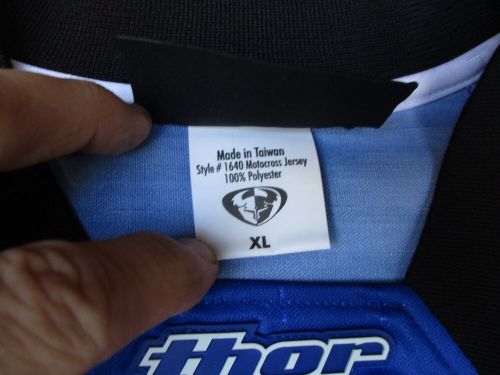 Made in Taiwan
Style # 1640 Motocross Jersey
100% Polyester
XL
thor